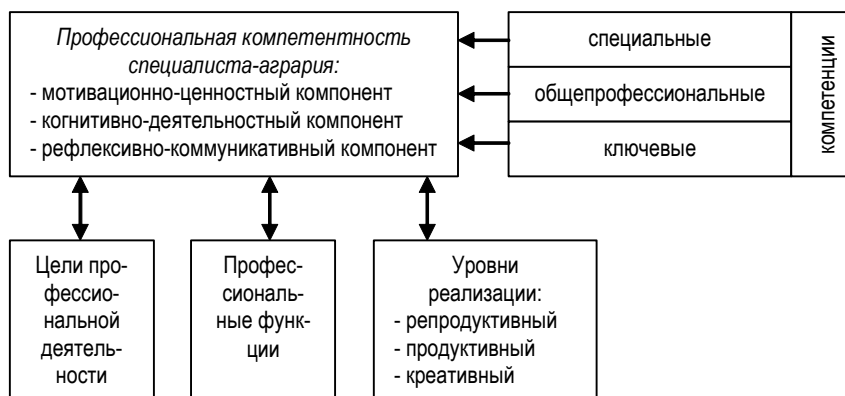 Профессиональная компетентность
специалиста-агрария:
- мотивационно-ценностный компонент
- когнитивно-деятельностный компонент
- рефлексивно-коммуникативный компонент
специальные
общепрофессиональные
ключевые
компетенции
Цели про-
фессио-
нальной
деятель-
ности
Профес-
сиональ-
ные функ-
ции
Уровни
реализации:
- репродуктивный
- продуктивный
- креативный